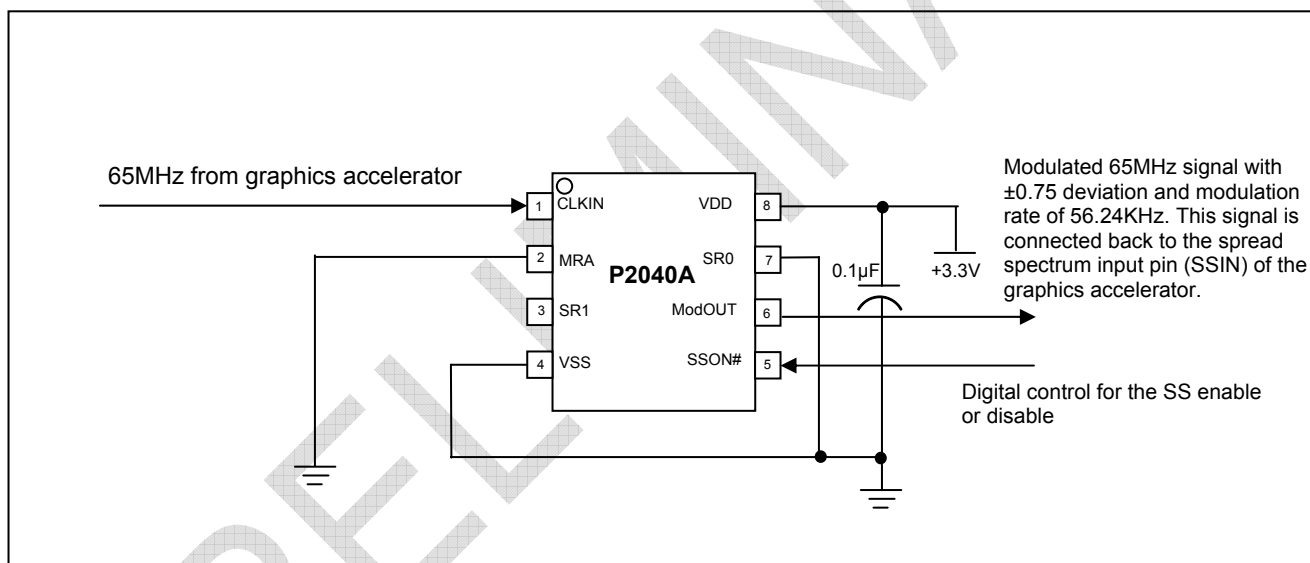 65MHz from graphics accelerator
1 CLKIN
2 MRA
3 SR1
4 VSS
P2040A
VDD 8
SR0 7
ModOUT 6
SSON# 5
0.1µF
+3.3V
Modulated 65MHz signal with
±0.75 deviation and modulation
rate of 56.24KHz. This signal is
connected back to the spread
spectrum input pin (SSIN) of the
graphics accelerator.
Digital control for the SS enable
or disable